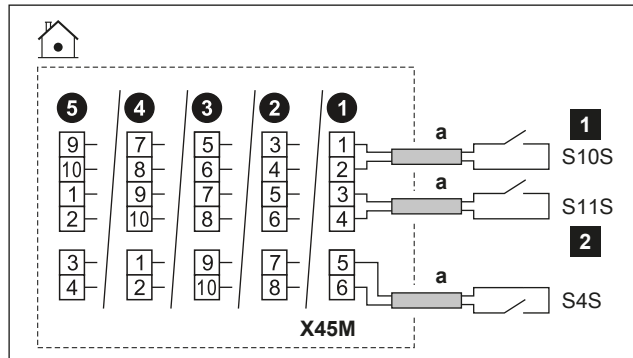 5 4 3 2 1
9 7 5 3 1 a 1
10 8 6 4 2 S10S
1 9 7 5 3 a S11S
2 10 8 6 4
2
3 1 9 7 5 a
4 2 10 8 6 S4S
X45M